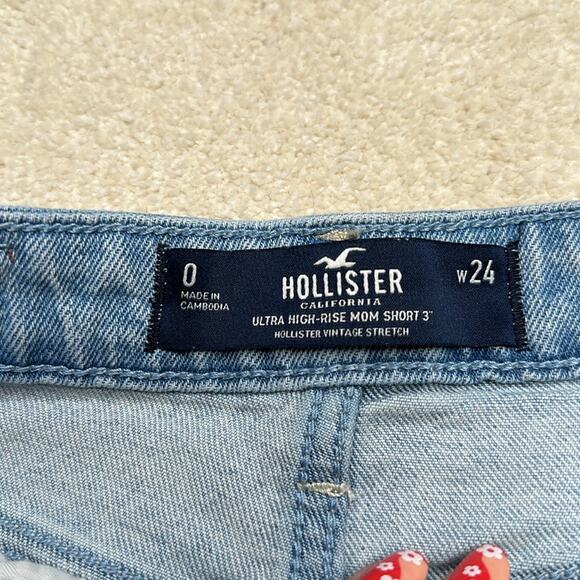 0
MADE IN
CAMBODIA
HOLLISTER
CALIFORNIA
ULTRA HIGH-RISE MOM SHORT 3"
HOLLISTER VINTAGE STRETCH
W24